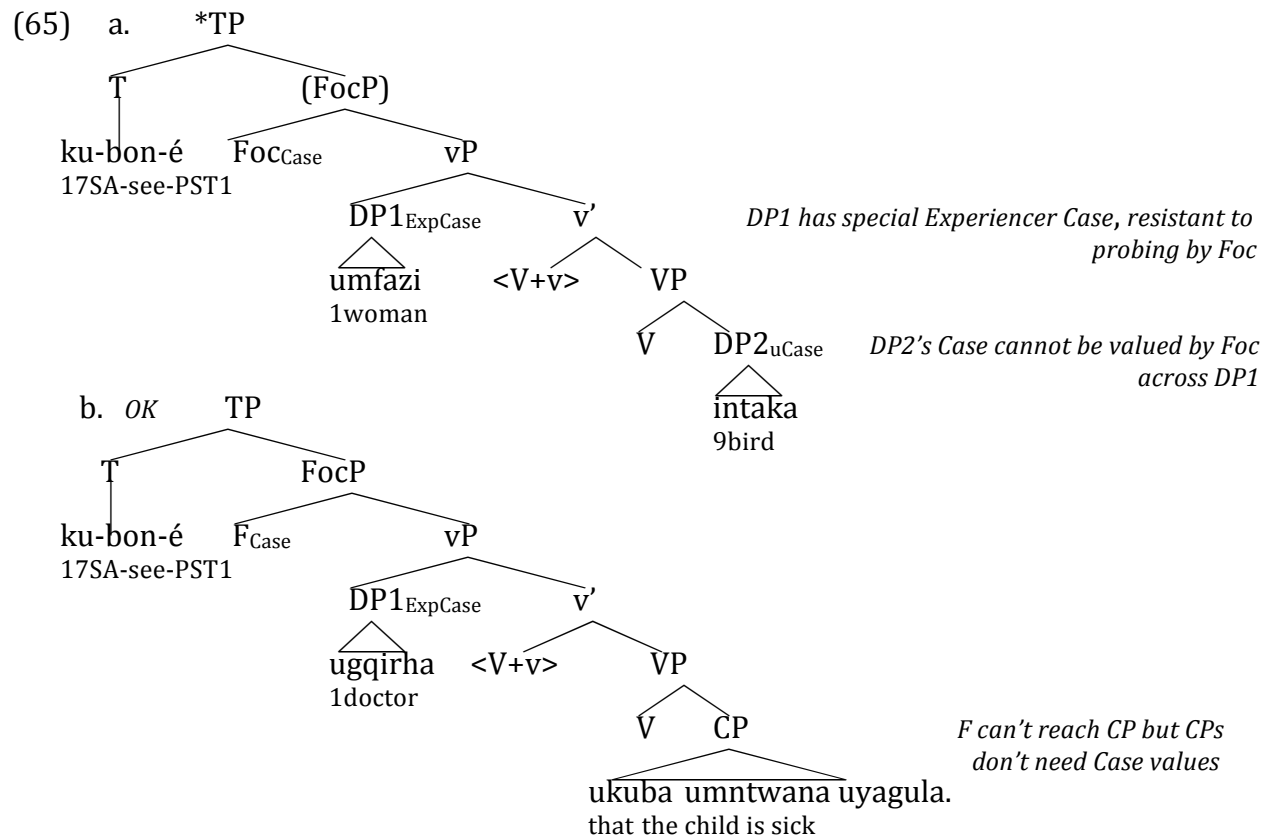 (65) a. *TP
T (FocP)
ku-bon-é Foc_Case vP
17SA-see-PST1
DP1_ExpCase v’ DP1 has special Experiencer Case, resistant to
probing by Foc
umfazi <V+v> VP
1woman
V DP2_uCase DP2’s Case cannot be valued by Foc
across DP1
intaka
9bird
b. OK TP
T FocP
ku-bon-é F_Case vP
17SA-see-PST1
DP1_ExpCase v’
ugqirha <V+v> VP
1doctor
V CP F can’t reach CP but CPs
don’t need Case values
ukuba umntwana uyagula.
that the child is sick